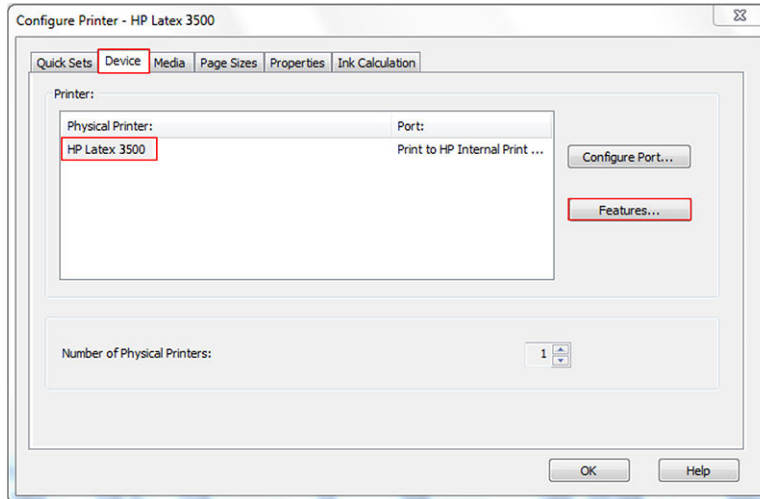 Configure Printer - HP Latex 3500
Quick Sets Device Media Page Sizes Properties Ink Calculation
Printer:
Physical Printer: Port:
HP Latex 3500 Print to HP Internal Print ...
Configure Port...
Features...
Number of Physical Printers: 1
OK Help